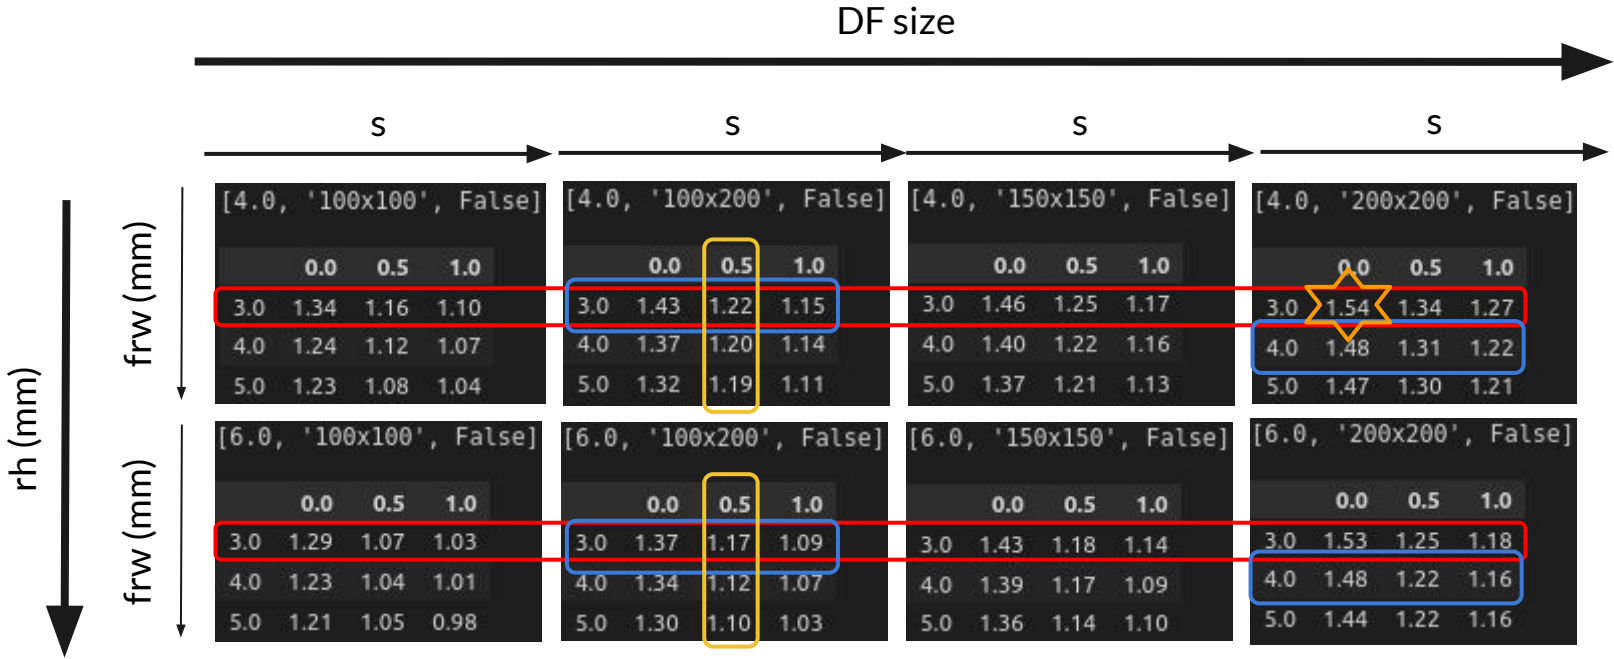 DF size
s s s s
rh (mm)
frw (mm)
[4.0, '100x100', False]
0.0 0.5 1.0
3.0 1.34 1.16 1.10
4.0 1.24 1.12 1.07
5.0 1.23 1.08 1.04
[4.0, '100x200', False]
0.0 0.5 1.0
3.0 1.43 1.22 1.15
4.0 1.37 1.20 1.14
5.0 1.32 1.19 1.11
[4.0, '150x150', False]
0.0 0.5 1.0
3.0 1.46 1.25 1.17
4.0 1.40 1.22 1.16
5.0 1.37 1.21 1.13
[4.0, '200x200', False]
0.0 0.5 1.0
3.0 1.54 1.34 1.27
4.0 1.48 1.31 1.22
5.0 1.47 1.30 1.21
frw (mm)
[6.0, '100x100', False]
0.0 0.5 1.0
3.0 1.29 1.07 1.03
4.0 1.23 1.04 1.01
5.0 1.21 1.05 0.98
[6.0, '100x200', False]
0.0 0.5 1.0
3.0 1.37 1.17 1.09
4.0 1.34 1.12 1.07
5.0 1.30 1.10 1.03
[6.0, '150x150', False]
0.0 0.5 1.0
3.0 1.43 1.18 1.14
4.0 1.39 1.17 1.09
5.0 1.36 1.14 1.10
[6.0, '200x200', False]
0.0 0.5 1.0
3.0 1.53 1.25 1.18
4.0 1.48 1.22 1.16
5.0 1.44 1.22 1.16